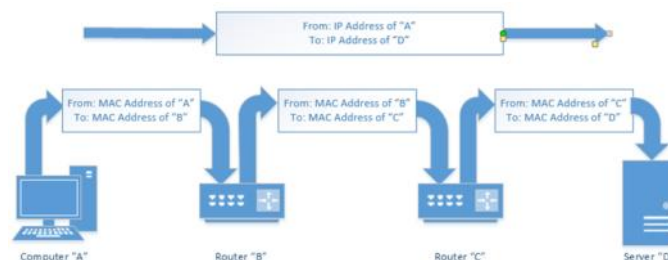 From: IP Address of "A"
To: IP Address of "D"
From: MAC Address of "A"
To: MAC Address of "B"
From: MAC Address of "B"
To: MAC Address of "C"
From: MAC Address of "C"
To: MAC Address of "D"
Computer "A"
Router "B"
Router "C"
Server "D